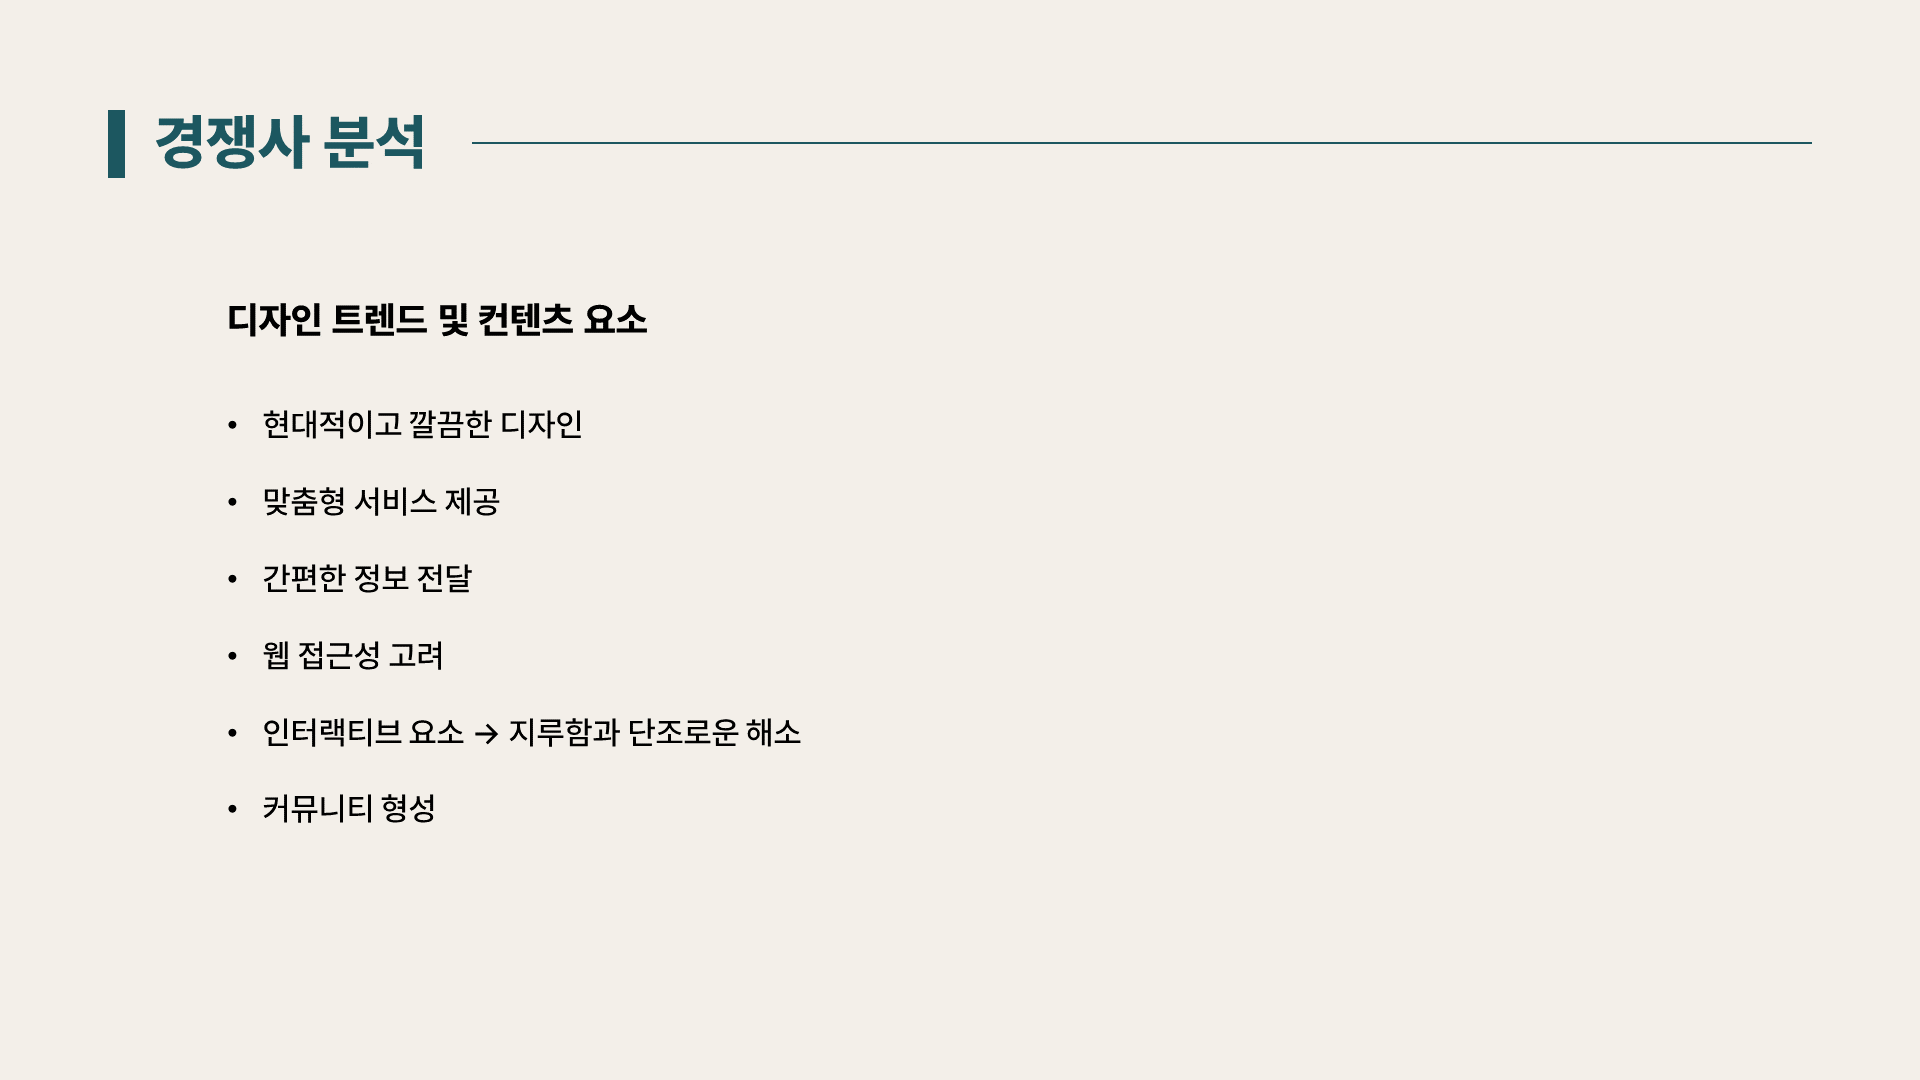 경쟁사 분석
디자인 트렌드 및 컨텐츠 요소
• 현대적이고 깔끔한 디자인
• 맞춤형 서비스 제공
• 간편한 정보 전달
• 웹 접근성 고려
• 인터랙티브 요소 → 지루함과 단조로운 해소
• 커뮤니티 형성